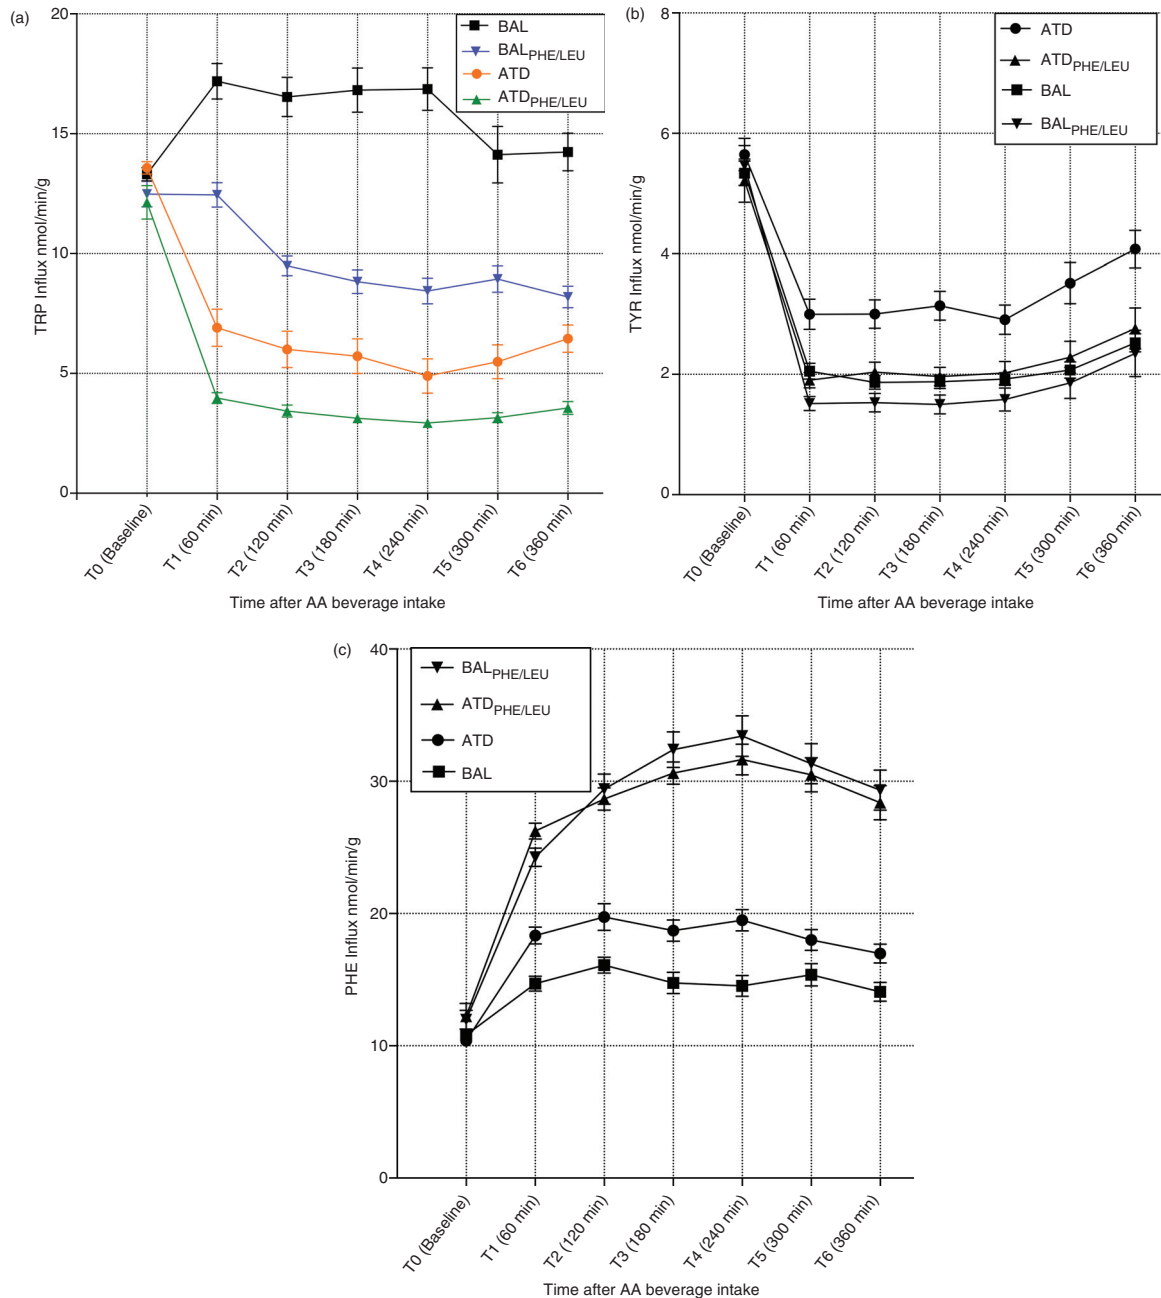 (a)
20
15
10
5
0
TRP Influx nmol/min/g
BAL
BAL_PHE/LEU
ATD
ATD_PHE/LEU
T0 (Baseline)
T1 (60 min)
T2 (120 min)
T3 (180 min)
T4 (240 min)
T5 (300 min)
T6 (360 min)
Time after AA beverage intake
(b)
8
6
4
2
0
TYR Influx nmol/min/g
ATD
ATD_PHE/LEU
BAL
BAL_PHE/LEU
T0 (Baseline)
T1 (60 min)
T2 (120 min)
T3 (180 min)
T4 (240 min)
T5 (300 min)
T6 (360 min)
Time after AA beverage intake
(c)
40
30
20
10
0
PHE Influx nmol/min/g
BAL_PHE/LEU
ATD_PHE/LEU
ATD
BAL
T0 (Baseline)
T1 (60 min)
T2 (120 min)
T3 (180 min)
T4 (240 min)
T5 (300 min)
T6 (360 min)
Time after AA beverage intake